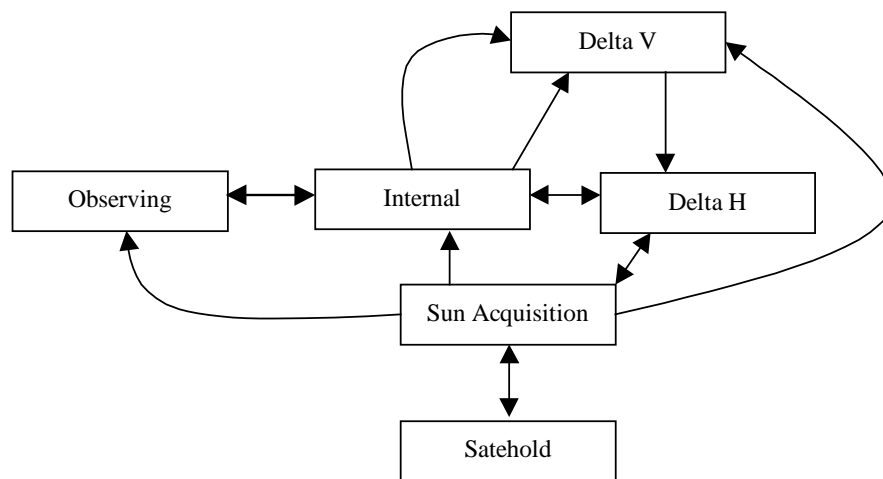 Delta V
Observing
Internal
Delta H
Sun Acquisition
Satehold